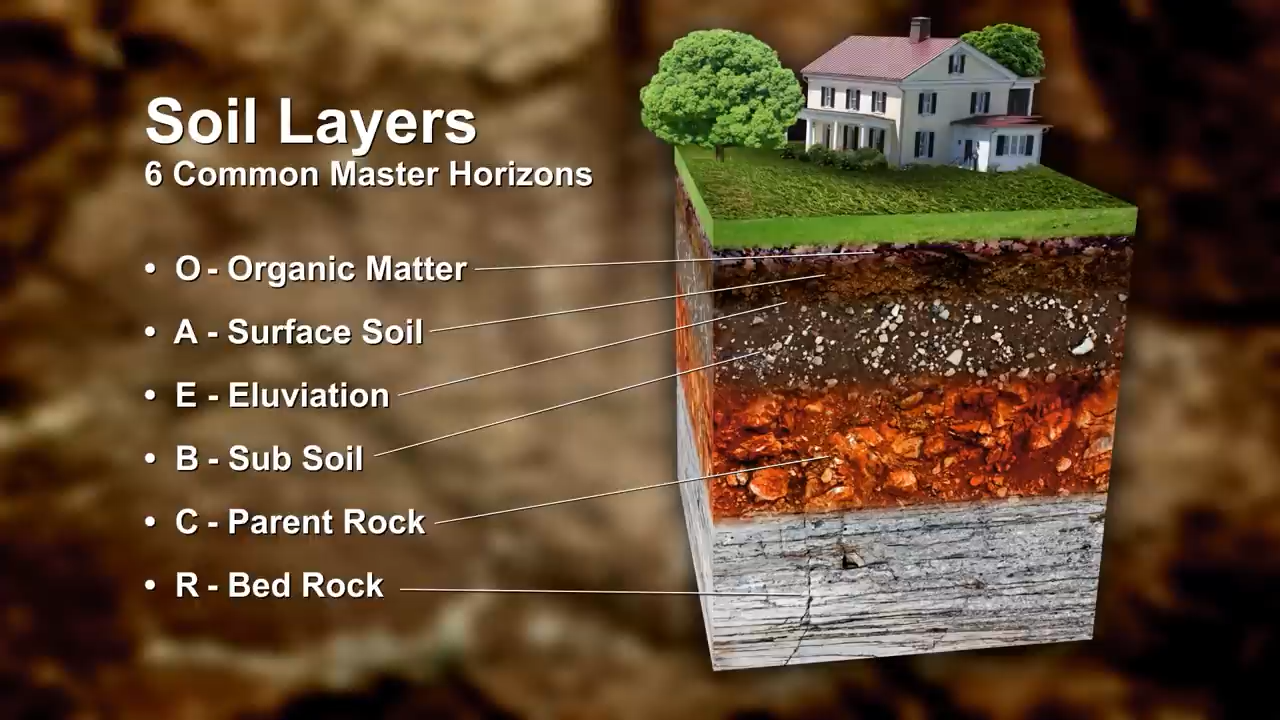 Soil Layers
6 Common Master Horizons
• O - Organic Matter
• A - Surface Soil
• E - Eluviation
• B - Sub Soil
• C - Parent Rock
• R - Bed Rock